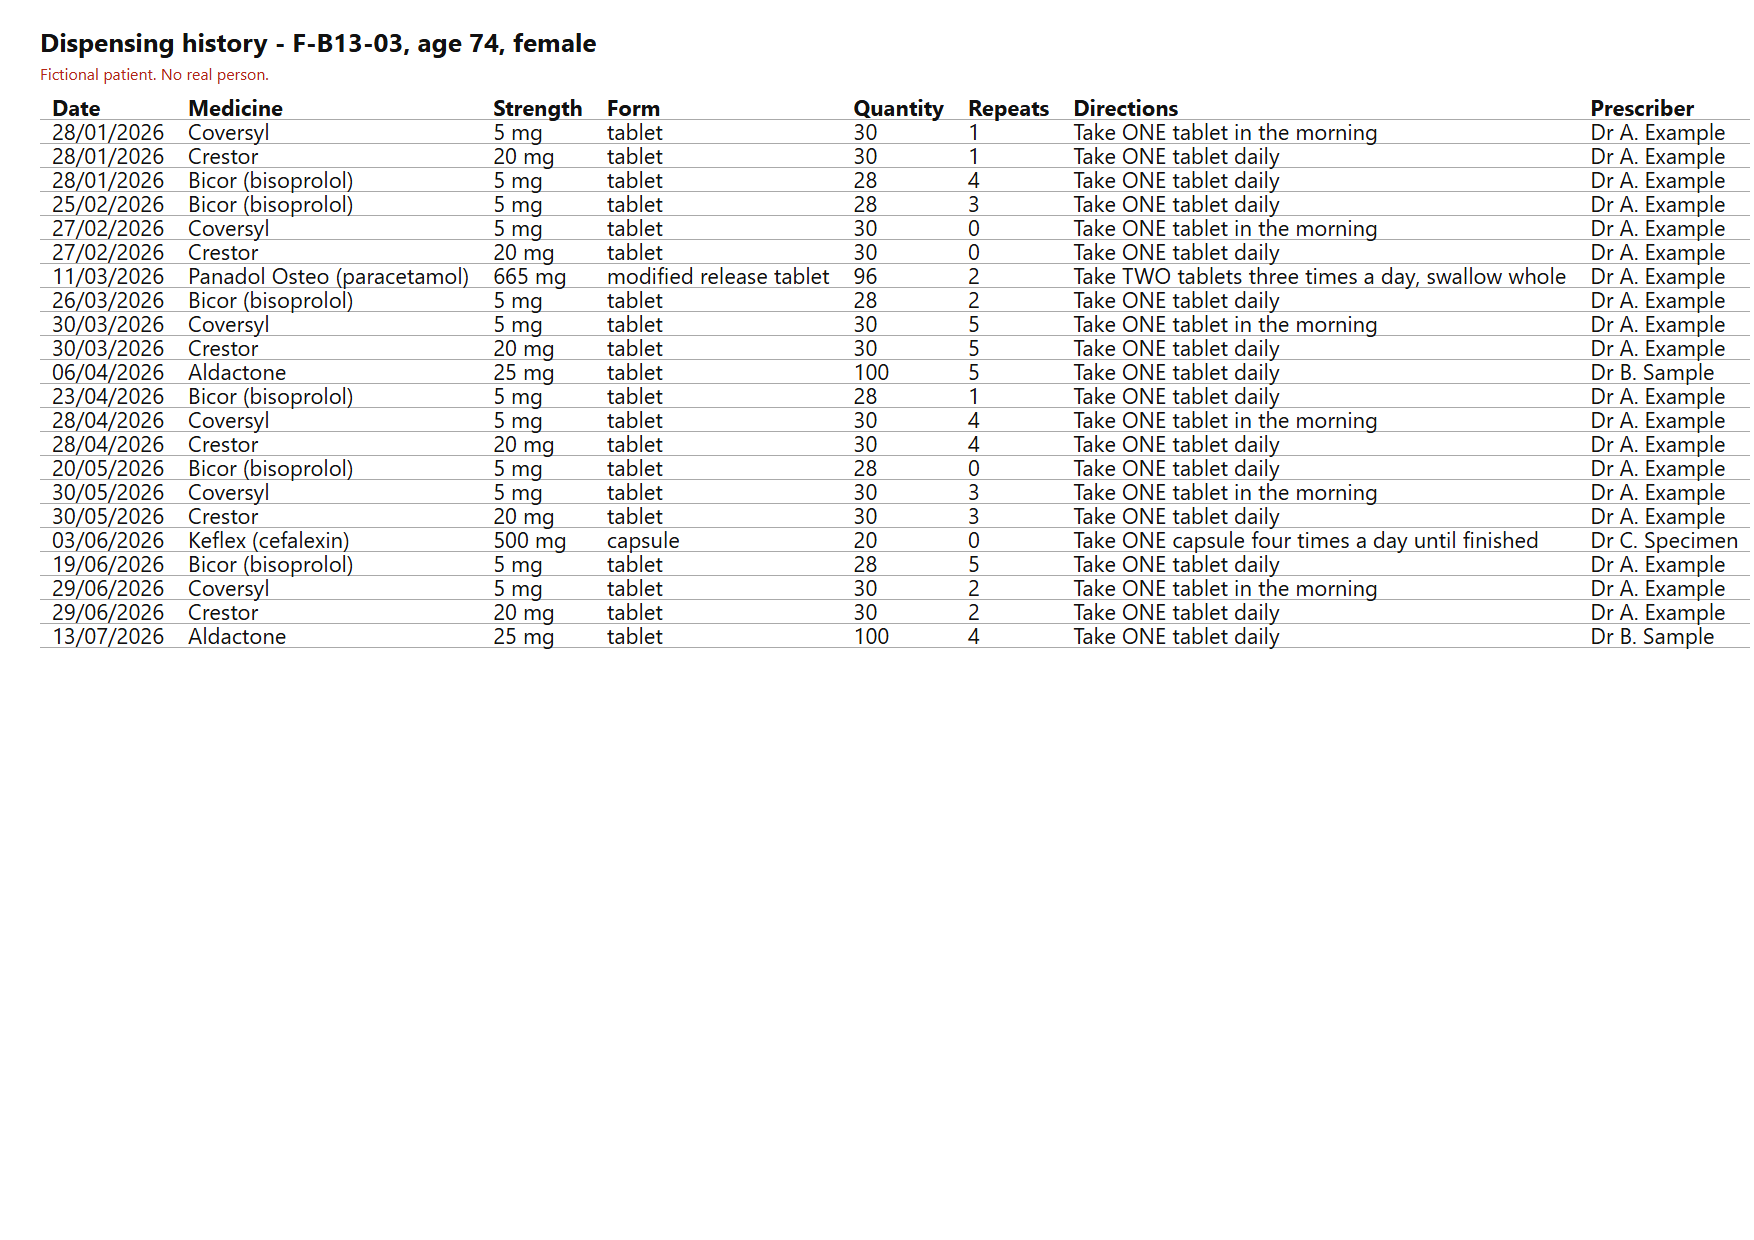 Dispensing history - F-B13-03, age 74, female
Fictional patient. No real person.
Date Medicine Strength Form Quantity Repeats Directions Prescriber
28/01/2026 Coversyl 5 mg tablet 30 1 Take ONE tablet in the morning Dr A. Example
28/01/2026 Crestor 20 mg tablet 30 1 Take ONE tablet daily Dr A. Example
28/01/2026 Bicor (bisoprolol) 5 mg tablet 28 4 Take ONE tablet daily Dr A. Example
25/02/2026 Bicor (bisoprolol) 5 mg tablet 28 3 Take ONE tablet daily Dr A. Example
27/02/2026 Coversyl 5 mg tablet 30 0 Take ONE tablet in the morning Dr A. Example
27/02/2026 Crestor 20 mg tablet 30 0 Take ONE tablet daily Dr A. Example
11/03/2026 Panadol Osteo (paracetamol) 665 mg modified release tablet 96 2 Take TWO tablets three times a day, swallow whole Dr A. Example
26/03/2026 Bicor (bisoprolol) 5 mg tablet 28 2 Take ONE tablet daily Dr A. Example
30/03/2026 Coversyl 5 mg tablet 30 5 Take ONE tablet in the morning Dr A. Example
30/03/2026 Crestor 20 mg tablet 30 5 Take ONE tablet daily Dr A. Example
06/04/2026 Aldactone 25 mg tablet 100 5 Take ONE tablet daily Dr B. Sample
23/04/2026 Bicor (bisoprolol) 5 mg tablet 28 1 Take ONE tablet daily Dr A. Example
28/04/2026 Coversyl 5 mg tablet 30 4 Take ONE tablet in the morning Dr A. Example
28/04/2026 Crestor 20 mg tablet 30 4 Take ONE tablet daily Dr A. Example
20/05/2026 Bicor (bisoprolol) 5 mg tablet 28 0 Take ONE tablet daily Dr A. Example
30/05/2026 Coversyl 5 mg tablet 30 3 Take ONE tablet in the morning Dr A. Example
30/05/2026 Crestor 20 mg tablet 30 3 Take ONE tablet daily Dr A. Example
03/06/2026 Keflex (cefalexin) 500 mg capsule 20 0 Take ONE capsule four times a day until finished Dr C. Specimen
19/06/2026 Bicor (bisoprolol) 5 mg tablet 28 5 Take ONE tablet daily Dr A. Example
29/06/2026 Coversyl 5 mg tablet 30 2 Take ONE tablet in the morning Dr A. Example
29/06/2026 Crestor 20 mg tablet 30 2 Take ONE tablet daily Dr A. Example
13/07/2026 Aldactone 25 mg tablet 100 4 Take ONE tablet daily Dr B. Sample